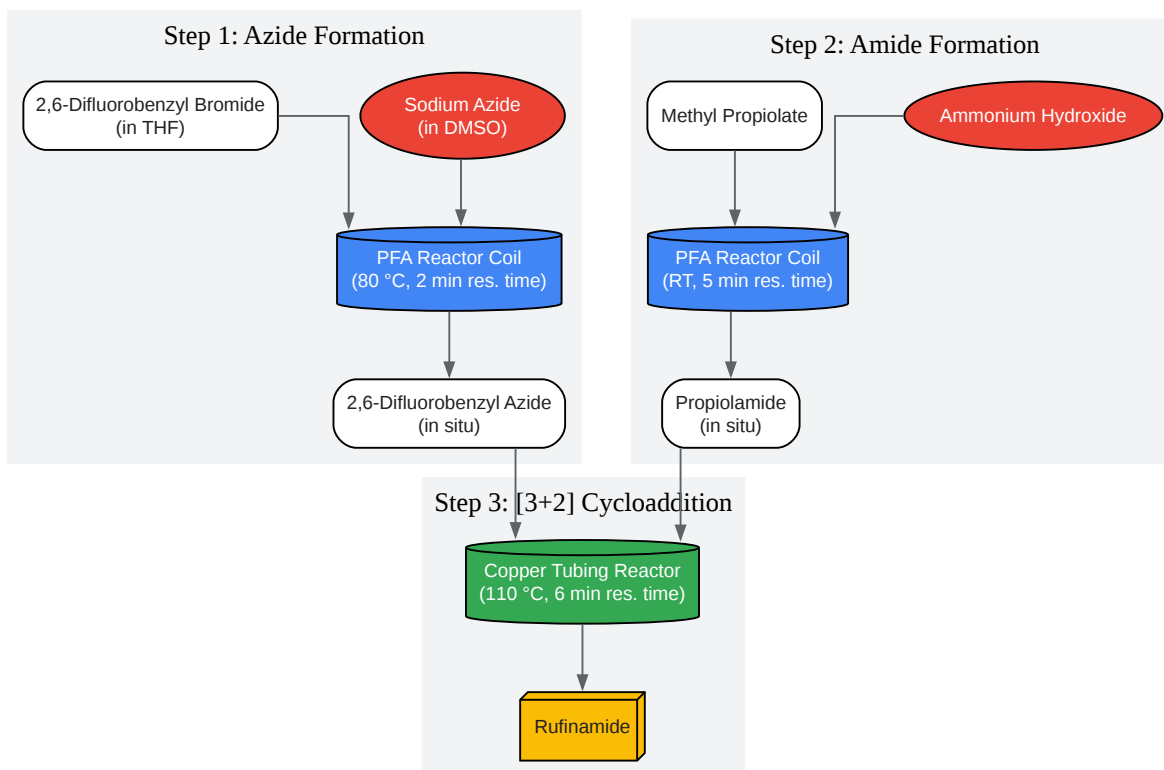 Step 1: Azide Formation
2,6-Difluorobenzyl Bromide
(in THF)
Sodium Azide
(in DMSO)
PFA Reactor Coil
(80 °C, 2 min res. time)
2,6-Difluorobenzyl Azide
(in situ)
Step 2: Amide Formation
Methyl Propiolate
Ammonium Hydroxide
PFA Reactor Coil
(RT, 5 min res. time)
Propiolamide
(in situ)
Step 3: [3+2] Cycloaddition
Copper Tubing Reactor
(110 °C, 6 min res. time)
Rufinamide